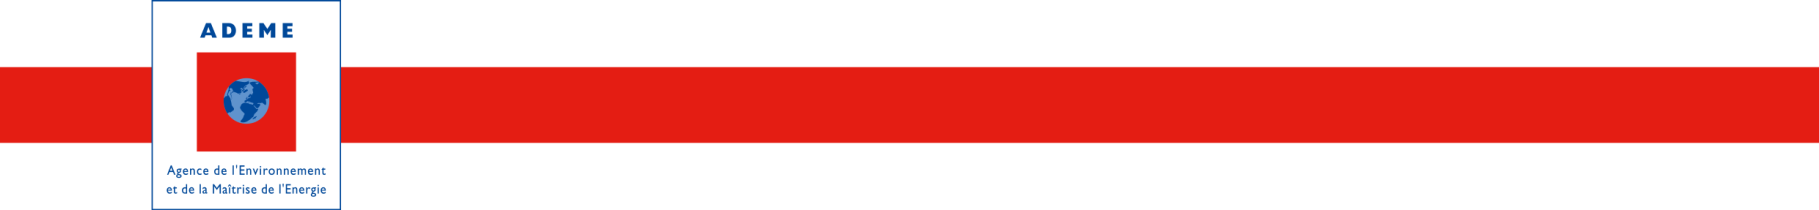 ADEME
Agence de l'Environnement
et de la Maîtrise de l'Energie